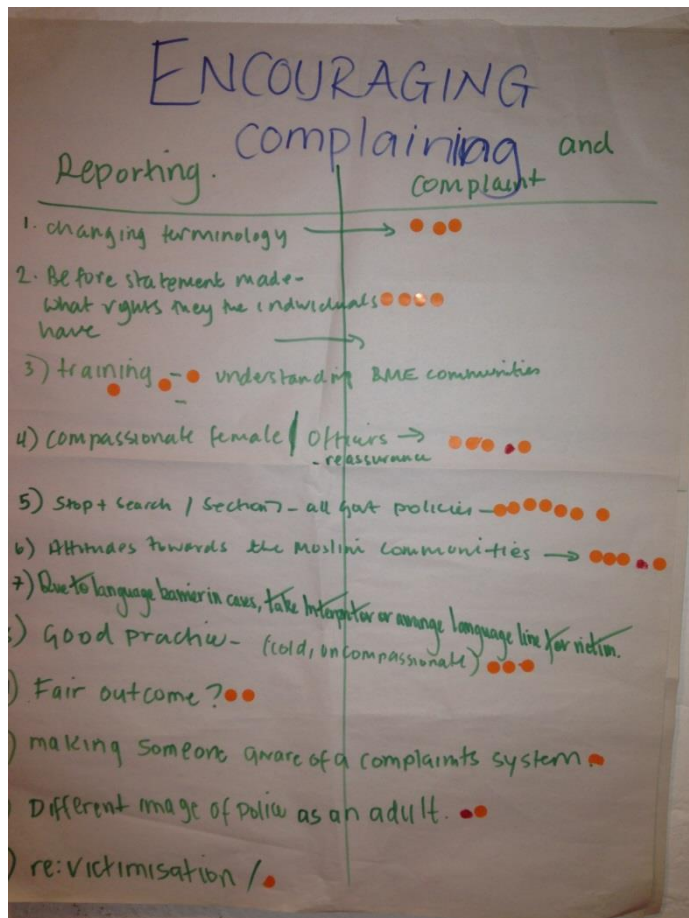 ENCOURAGING
complaining and
Reporting. complaint
1. changing terminology →
2. Before statement made -
what rights they the individuals
have →
3) training - understanding BME communities
4) compassionate female / Officers →
- reassurance
5) Stop + search / Section 7 - all govt policies -
6) Attitudes towards the Moslim communities →
7) Due to language barrier in cases, take Interpritor or arrange language line for victim.
) Good practice - (cold, uncompassionate)
) Fair outcome?
) making someone aware of a complaints system
Different image of Police as an adult.
) re:victimisation /